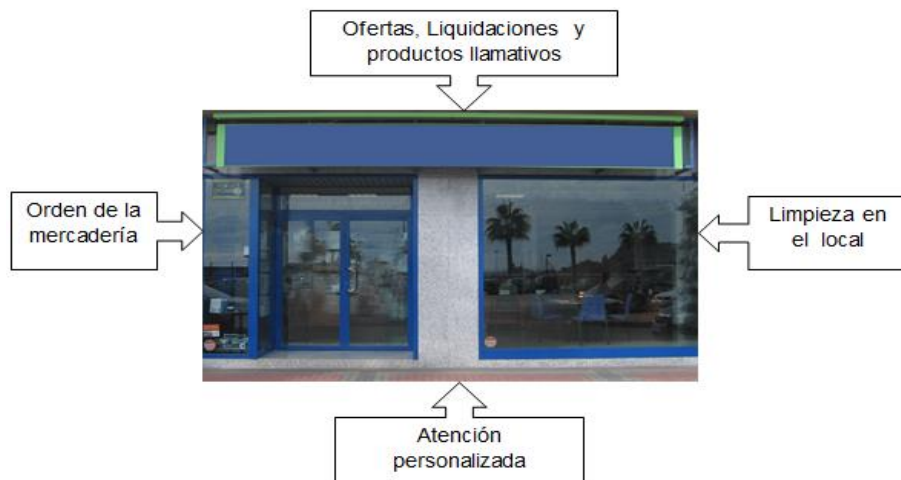 Ofertas, Liquidaciones y
productos llamativos
Orden de la
mercadería
Limpieza en
el local
Atención
personalizada